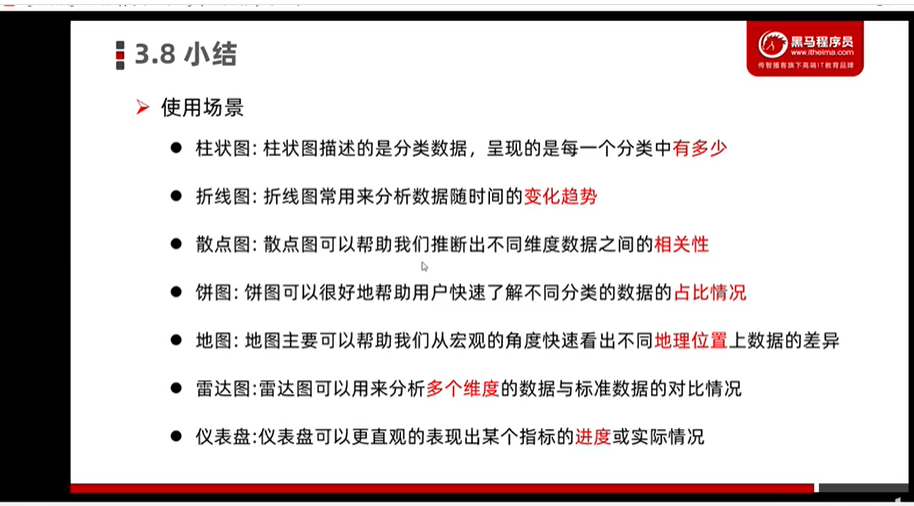 3.8 小结
黑马程序员
www.itheima.com
传智播客旗下高端IT教育品牌
使用场景
柱状图: 柱状图描述的是分类数据，呈现的是每一个分类中有多少
折线图: 折线图常用来分析数据随时间的变化趋势
散点图: 散点图可以帮助我们推断出不同维度数据之间的相关性
饼图: 饼图可以很好地帮助用户快速了解不同分类的数据的占比情况
地图: 地图主要可以帮助我们从宏观的角度快速看出不同地理位置上数据的差异
雷达图:雷达图可以用来分析多个维度的数据与标准数据的对比情况
仪表盘:仪表盘可以更直观的表现出某个指标的进度或实际情况